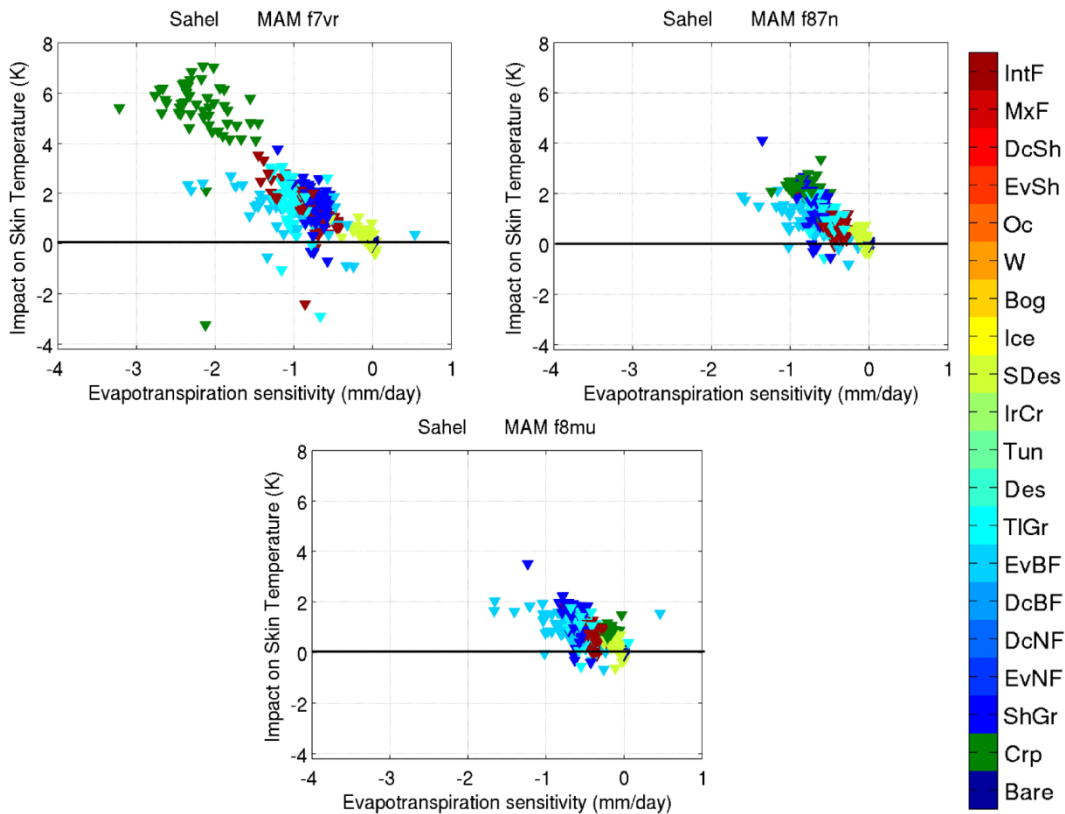 Sahel MAM f7vr
Impact on Skin Temperature (K)
8
6
4
2
0
-2
-4
-4 -3 -2 -1 0 1
Evapotranspiration sensitivity (mm/day)
Sahel MAM f87n
Impact on Skin Temperature (K)
8
6
4
2
0
-2
-4
-4 -3 -2 -1 0 1
Evapotranspiration sensitivity (mm/day)
Sahel MAM f8mu
Impact on Skin Temperature (K)
8
6
4
2
0
-2
-4
-4 -3 -2 -1 0 1
Evapotranspiration sensitivity (mm/day)
IntF
MxF
DcSh
EvSh
Oc
W
Bog
Ice
SDes
IrCr
Tun
Des
TlGr
EvBF
DcBF
DcNF
EvNF
ShGr
Crp
Bare